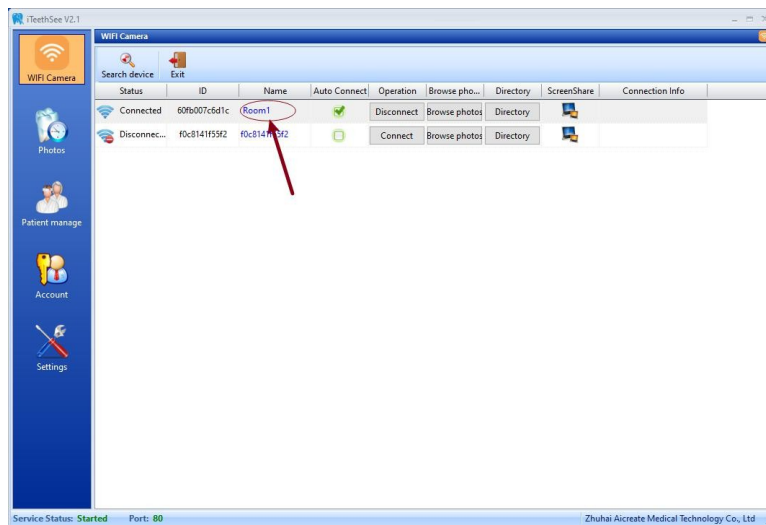 iTeethSee V2.1
WIFI Camera
WIFI Camera
Search device Exit
Status ID Name Auto Connect Operation Browse pho... Directory ScreenShare Connection Info
Connected 60fb007c6d1c Room1 Disconnect Browse photos Directory
Disconnec... f0c8141f55f2 f0c8141f55f2 Connect Browse photos Directory
Photos
Patient manage
Account
Settings
Service Status: Started Port: 80 Zhuhai Aicreate Medical Technology Co., Ltd